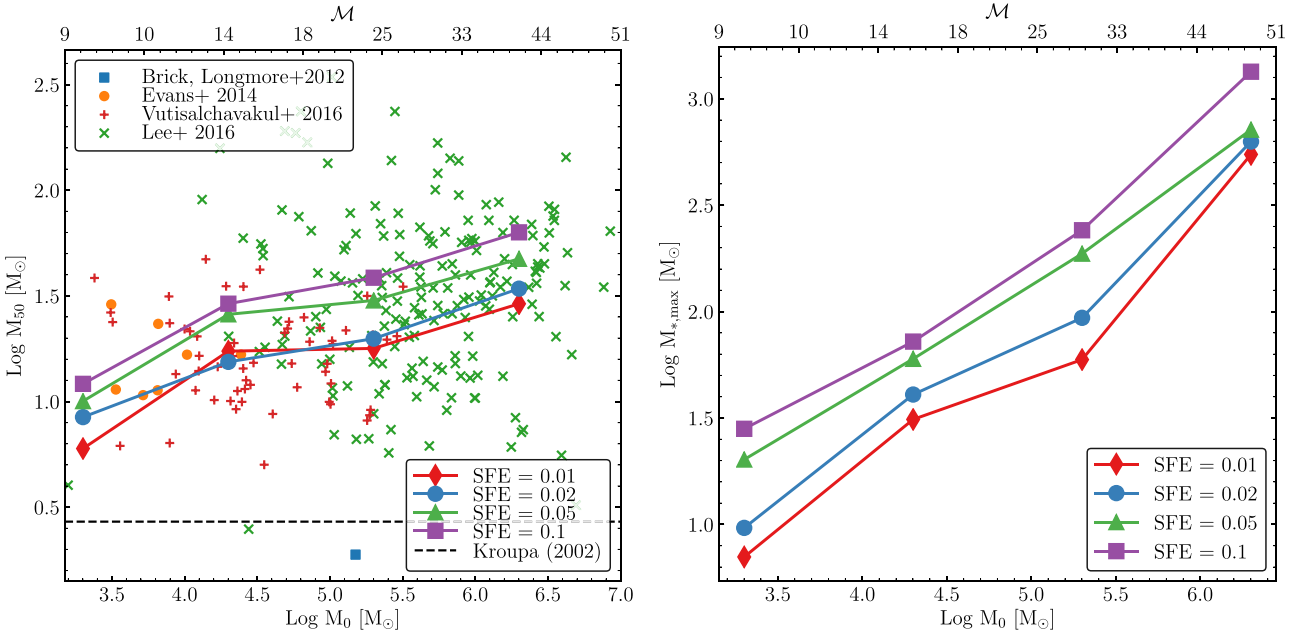 ℳ
9 10 14 18 25 33 44 51
2.5
2.0
1.5
1.0
0.5
Log M₅₀ [M⊙]
Brick, Longmore+2012
Evans+ 2014
Vutisalchavakul+ 2016
Lee+ 2016
SFE = 0.01
SFE = 0.02
SFE = 0.05
SFE = 0.1
Kroupa (2002)
3.5 4.0 4.5 5.0 5.5 6.0 6.5 7.0
Log M₀ [M⊙]
ℳ
9 10 14 18 25 33 44 51
3.0
2.5
2.0
1.5
1.0
Log M*,max [M⊙]
SFE = 0.01
SFE = 0.02
SFE = 0.05
SFE = 0.1
3.5 4.0 4.5 5.0 5.5 6.0
Log M₀ [M⊙]